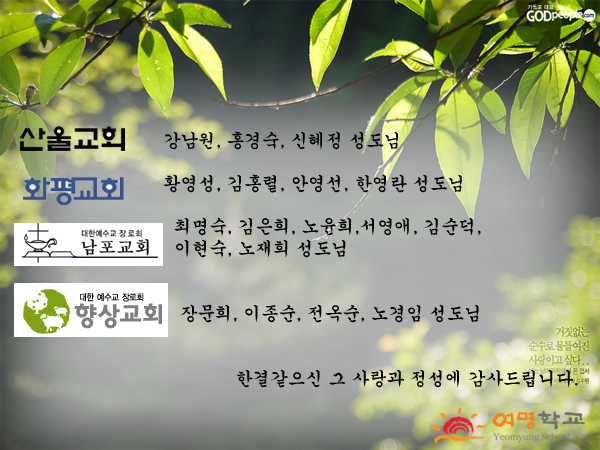 기독교 대표
GODpeople.com
산울교회
강남원, 홍경숙, 신혜정 성도님
화평교회
황영성, 김홍렬, 안영선, 한영란 성도님
대한예수교 장로회
남포교회
최명숙, 김은희, 노윤희,서영애, 김순덕,
이현숙, 노재희 성도님
대한 예수교 장로회
향상교회
장문희, 이종순, 전옥순, 노경임 성도님
거짓없는
순수로 물들여진
사랑이고 싶다..
한결같으신 그 사랑과 정성에 감사드립니다.
여명학교
Yeomyung School